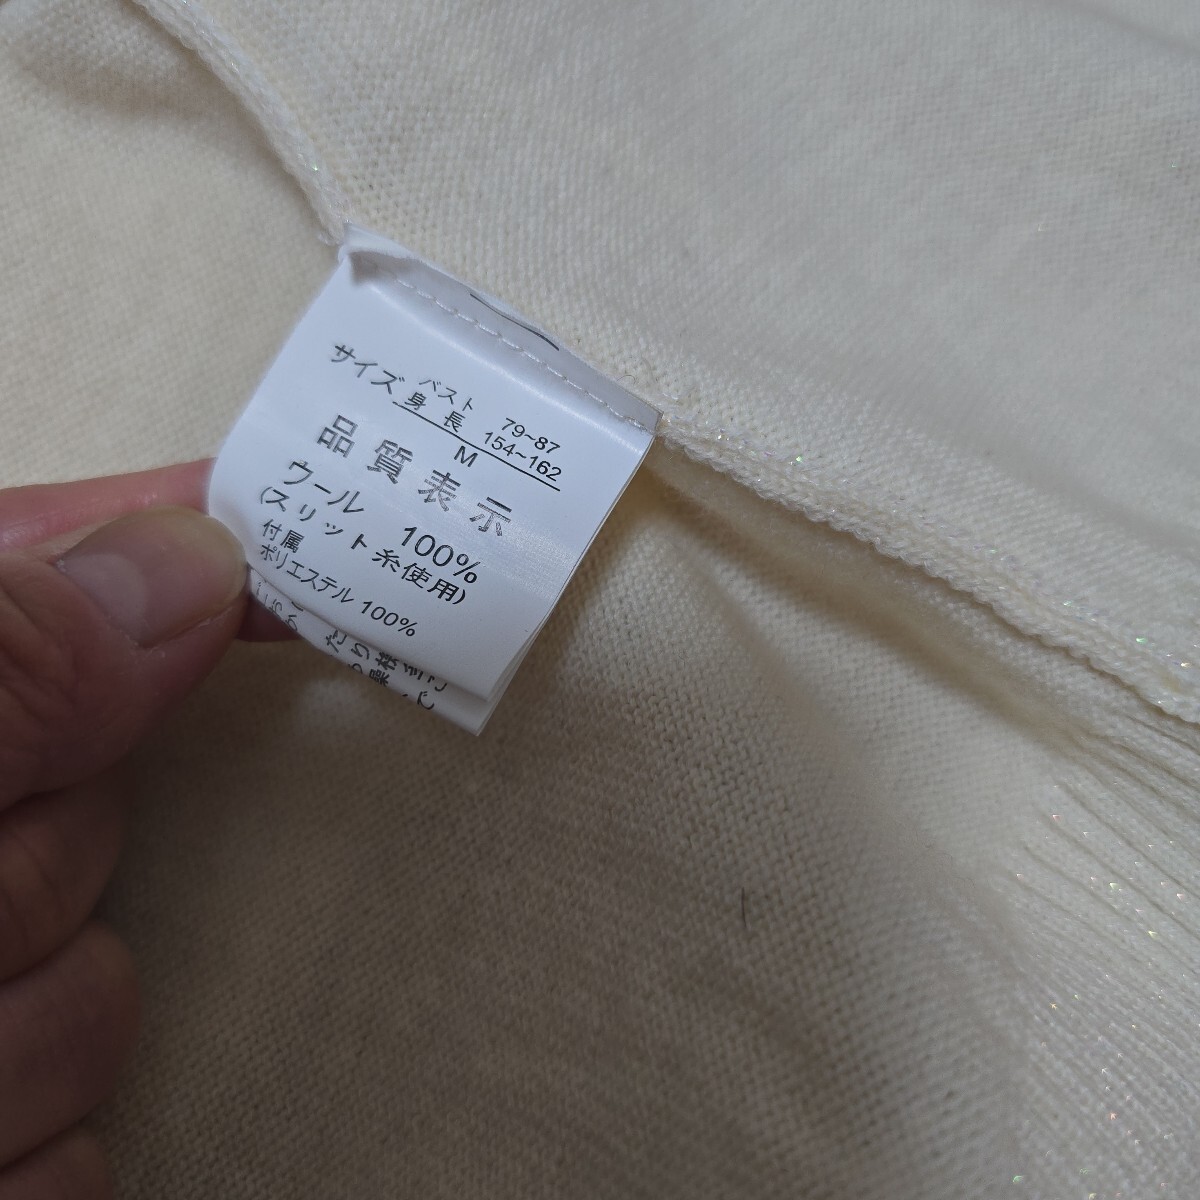 サイズ
バスト 79~87
身長 154~162
M
品質表示
ウール 100%
(スリット糸使用)
付属
ポリエステル 100%